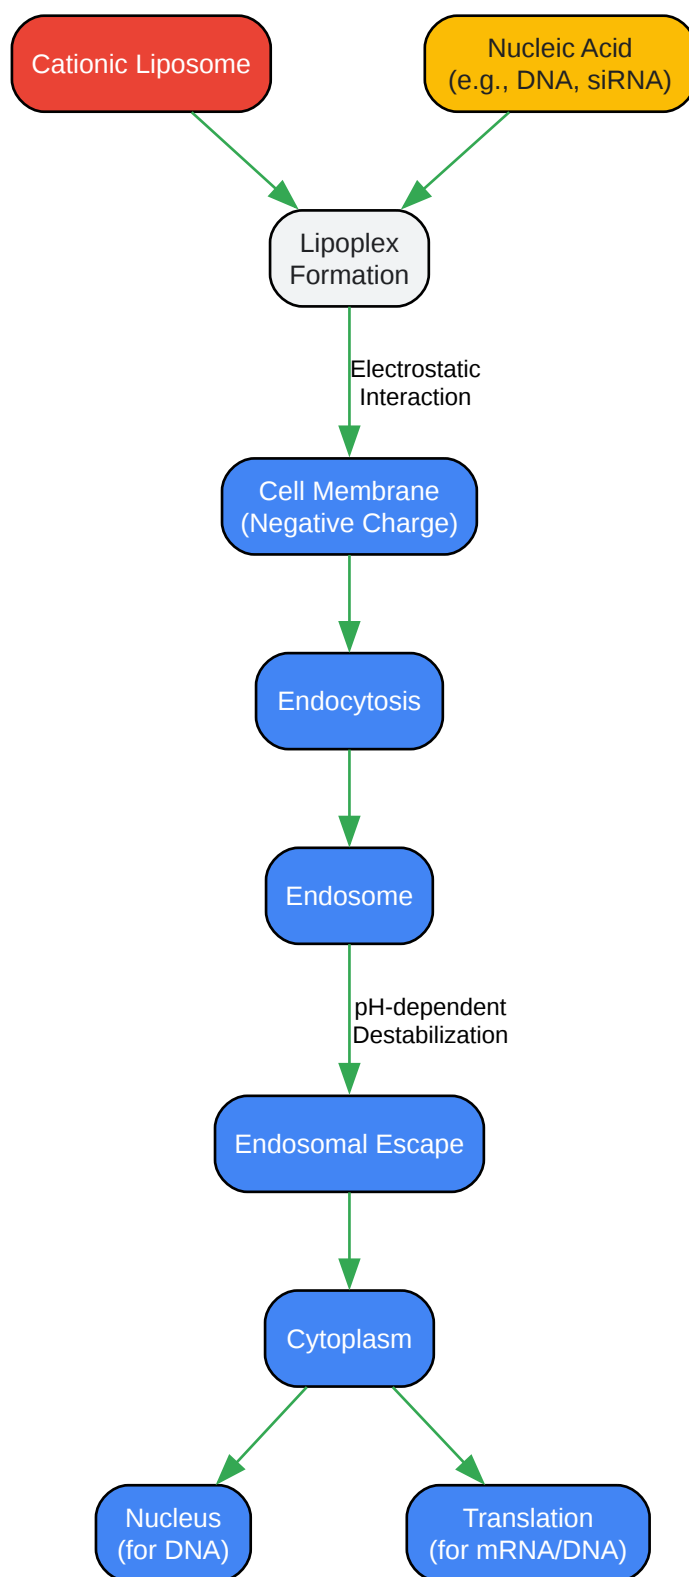 Cationic Liposome
Nucleic Acid
(e.g., DNA, siRNA)
Lipoplex
Formation
Electrostatic
Interaction
Cell Membrane
(Negative Charge)
Endocytosis
Endosome
pH-dependent
Destabilization
Endosomal Escape
Cytoplasm
Nucleus
(for DNA)
Translation
(for mRNA/DNA)